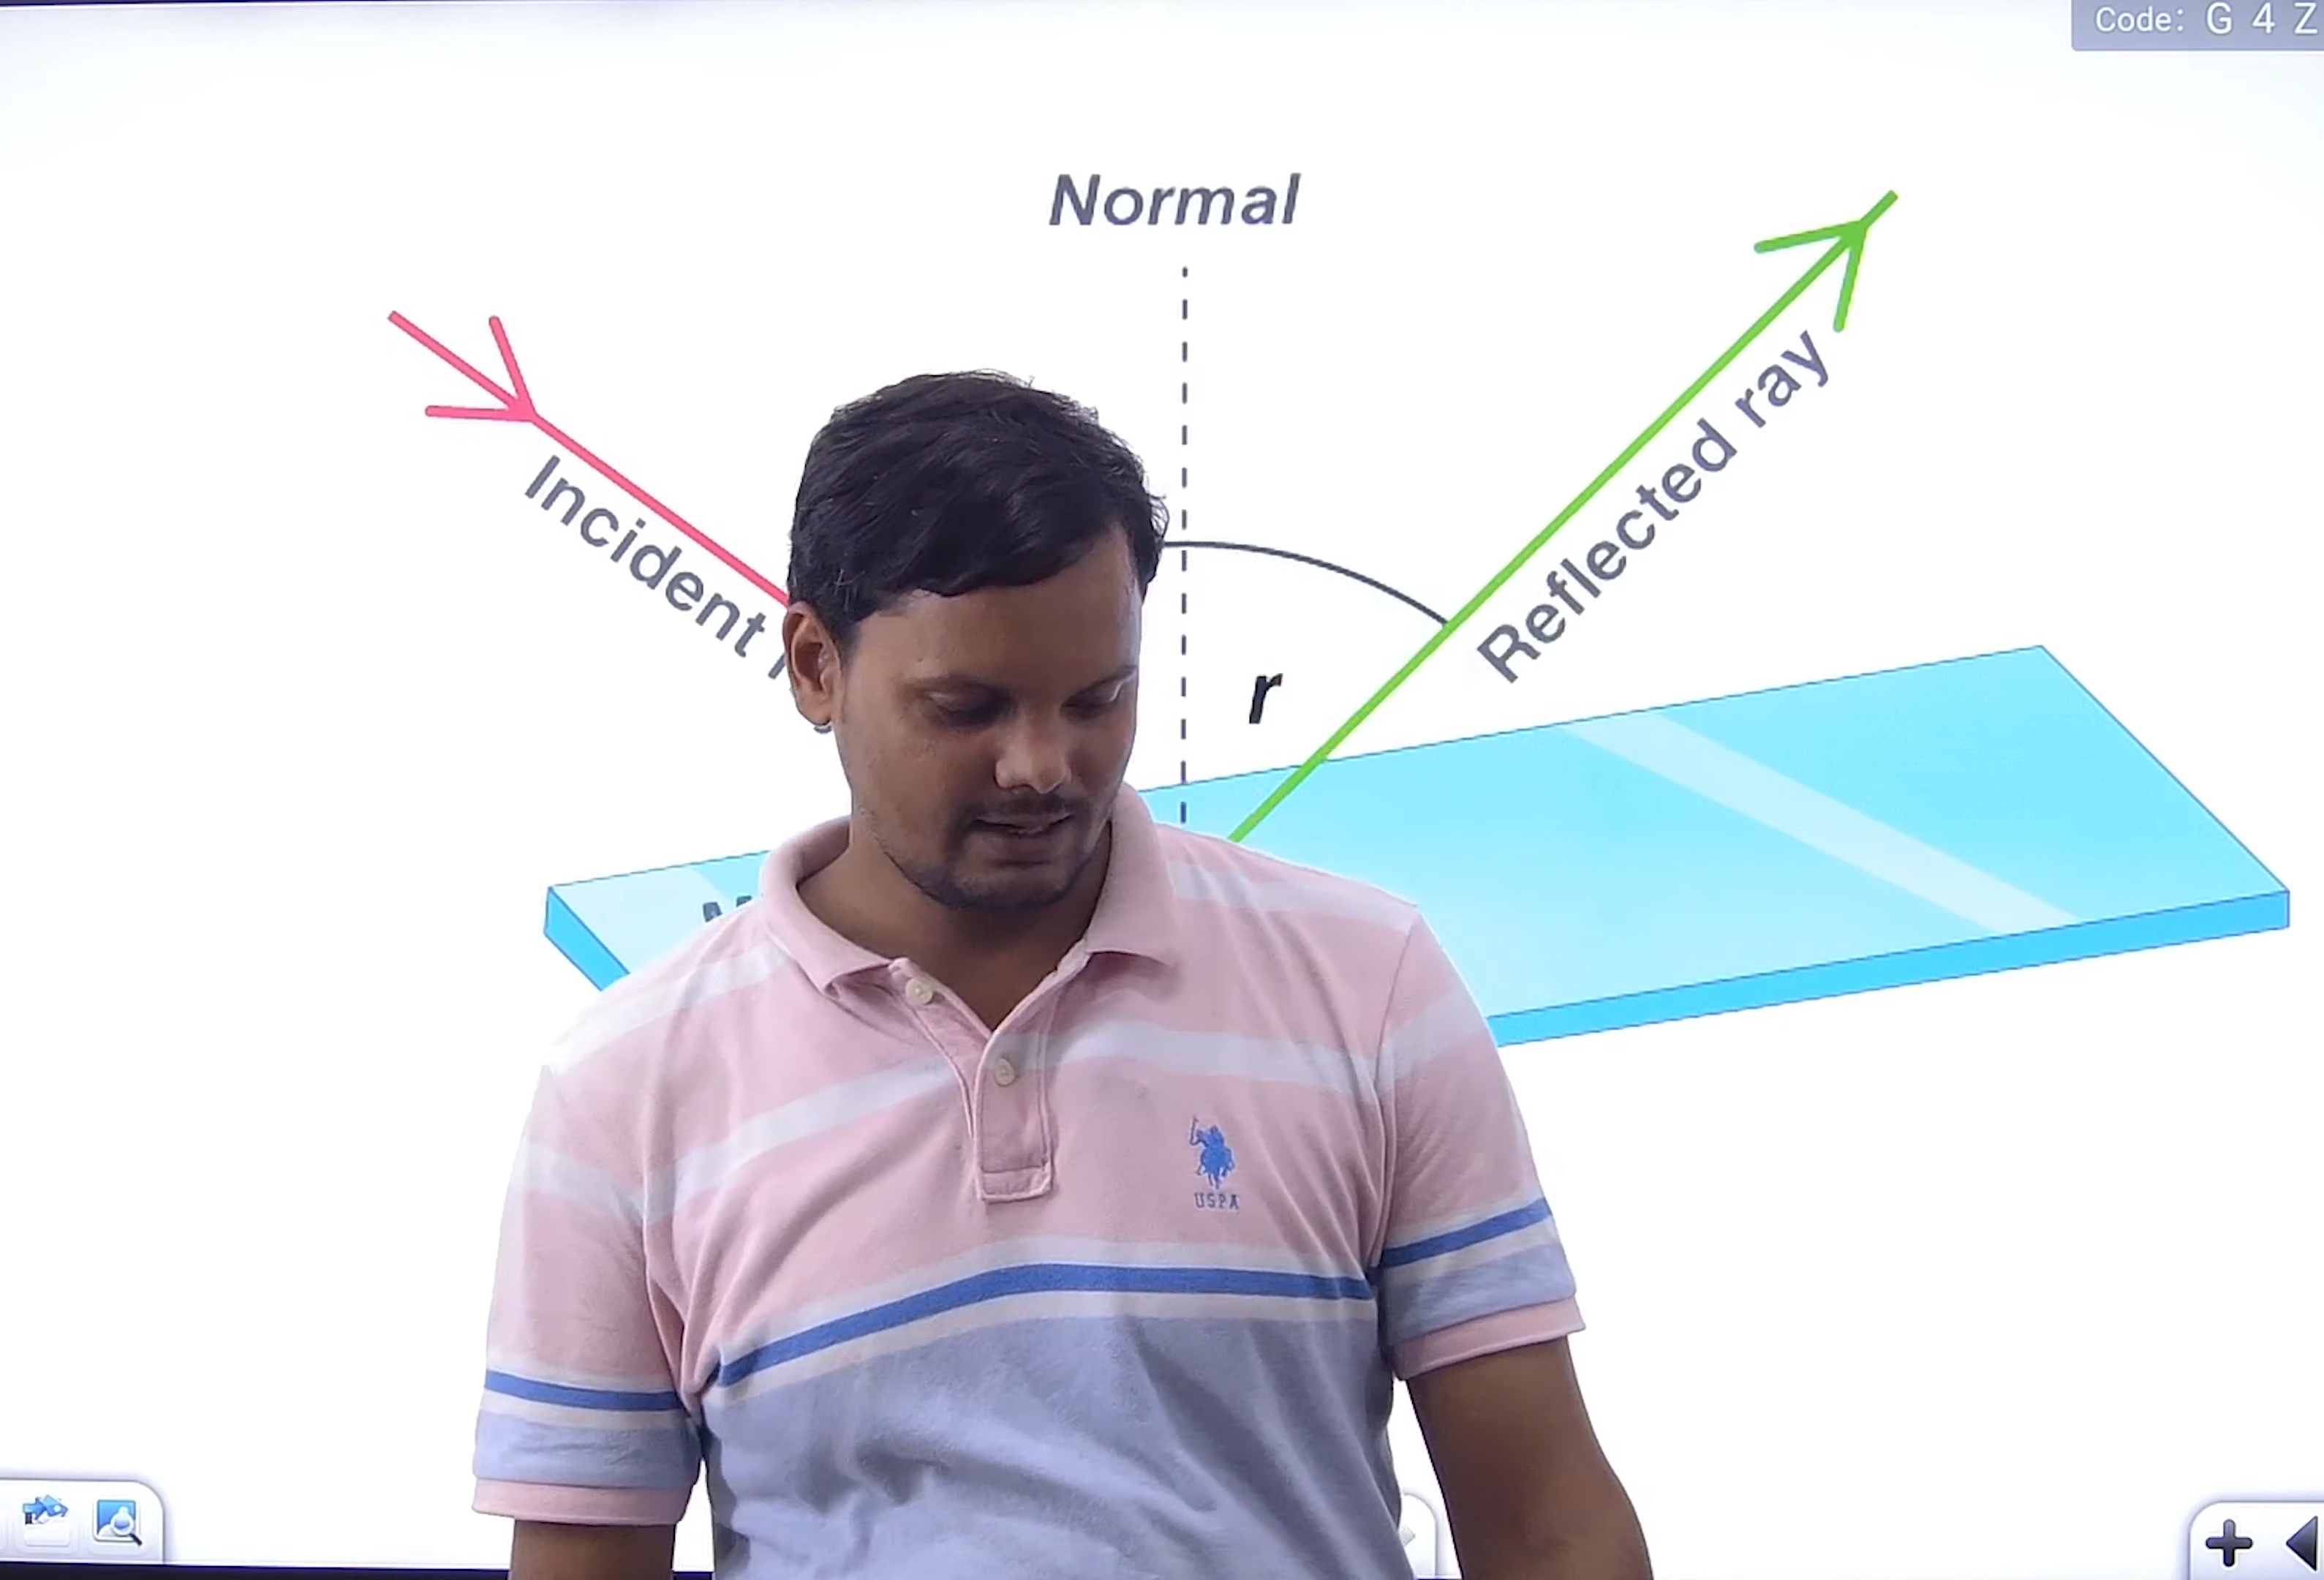 Code: G 4 Z
Normal
Incident
Reflected ray
r
USPA